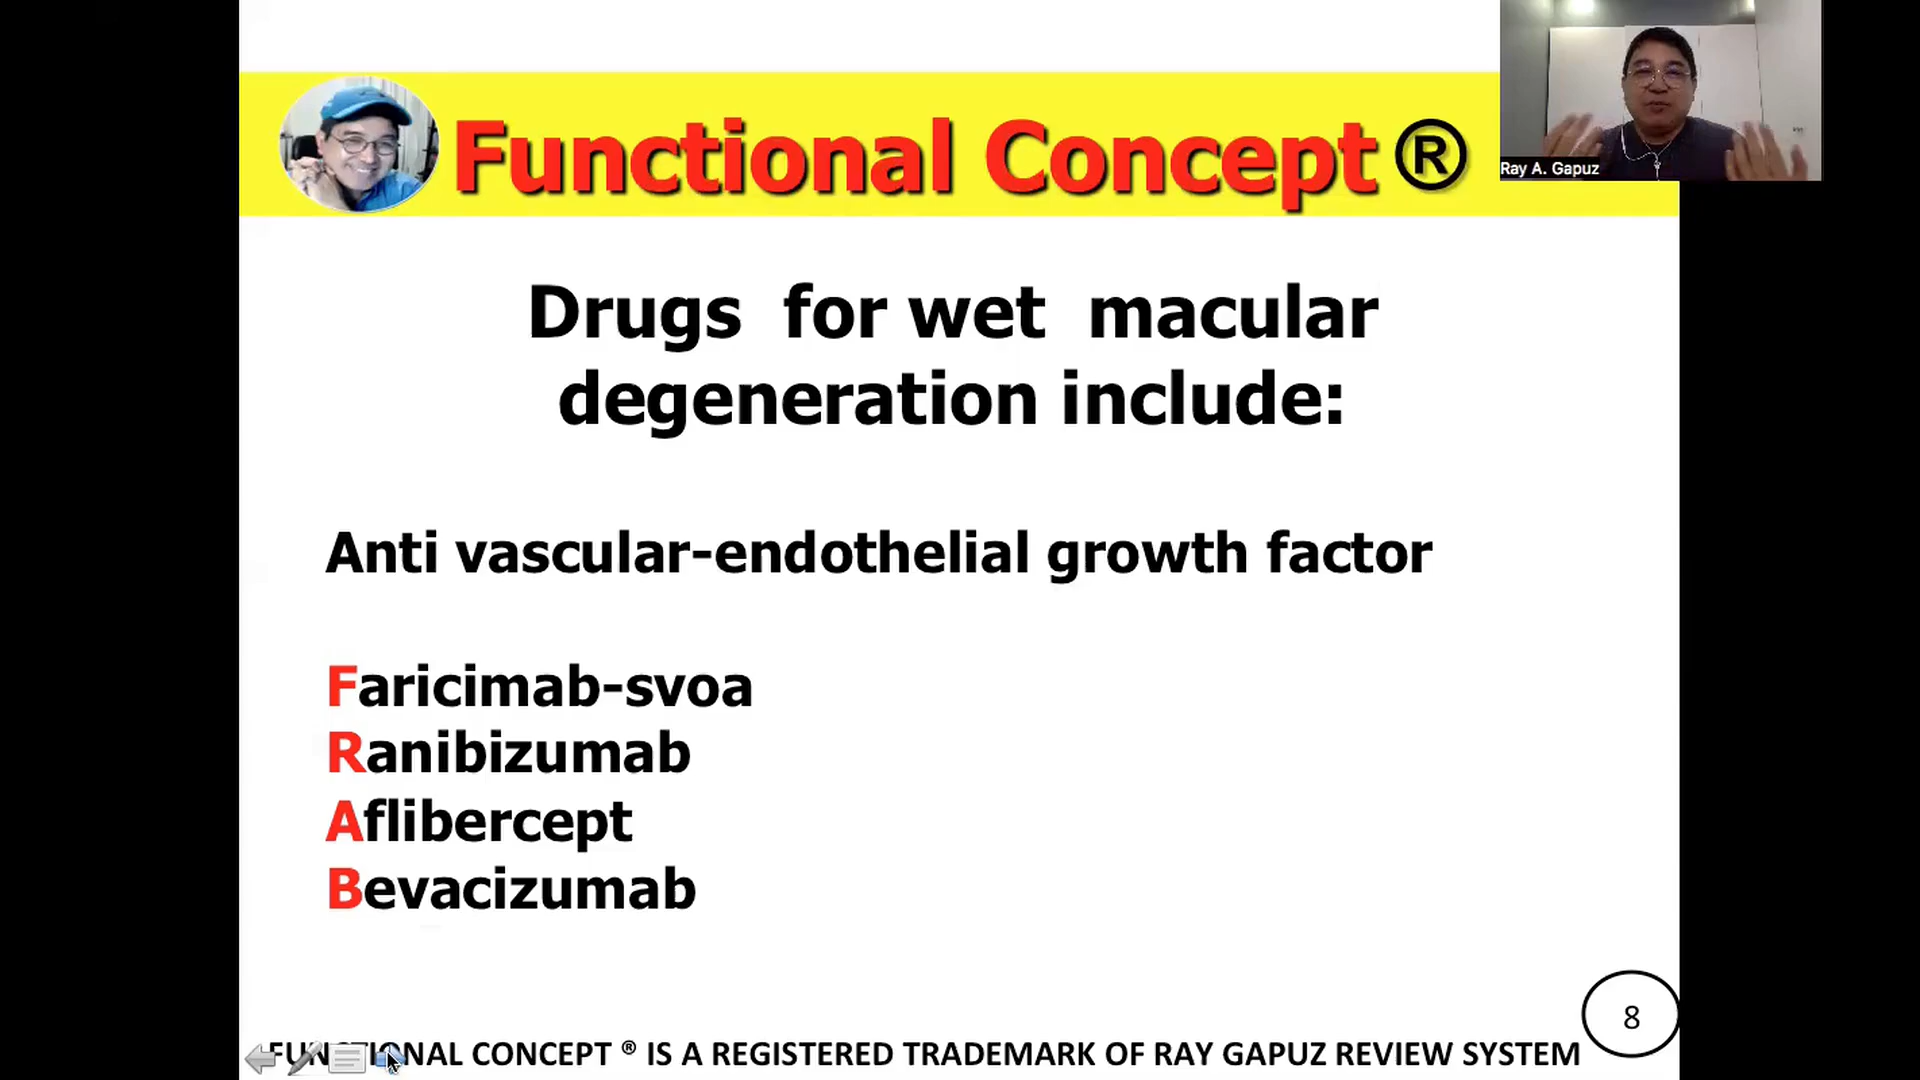 Functional Concept ®
Ray A. Gapuz
Drugs for wet macular
degeneration include:
Anti vascular-endothelial growth factor
Faricimab-svoa
Ranibizumab
Aflibercept
Bevacizumab
8
FUNCTIONAL CONCEPT ® IS A REGISTERED TRADEMARK OF RAY GAPUZ REVIEW SYSTEM